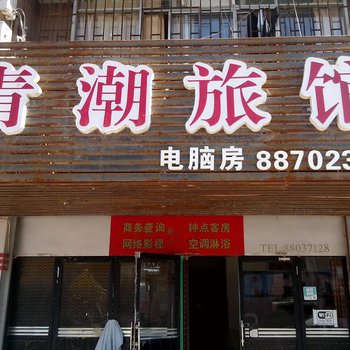 清潮旅馆
电脑房 887023
商务查询 钟点客房
网络影视 空调淋浴
TEL:88037128